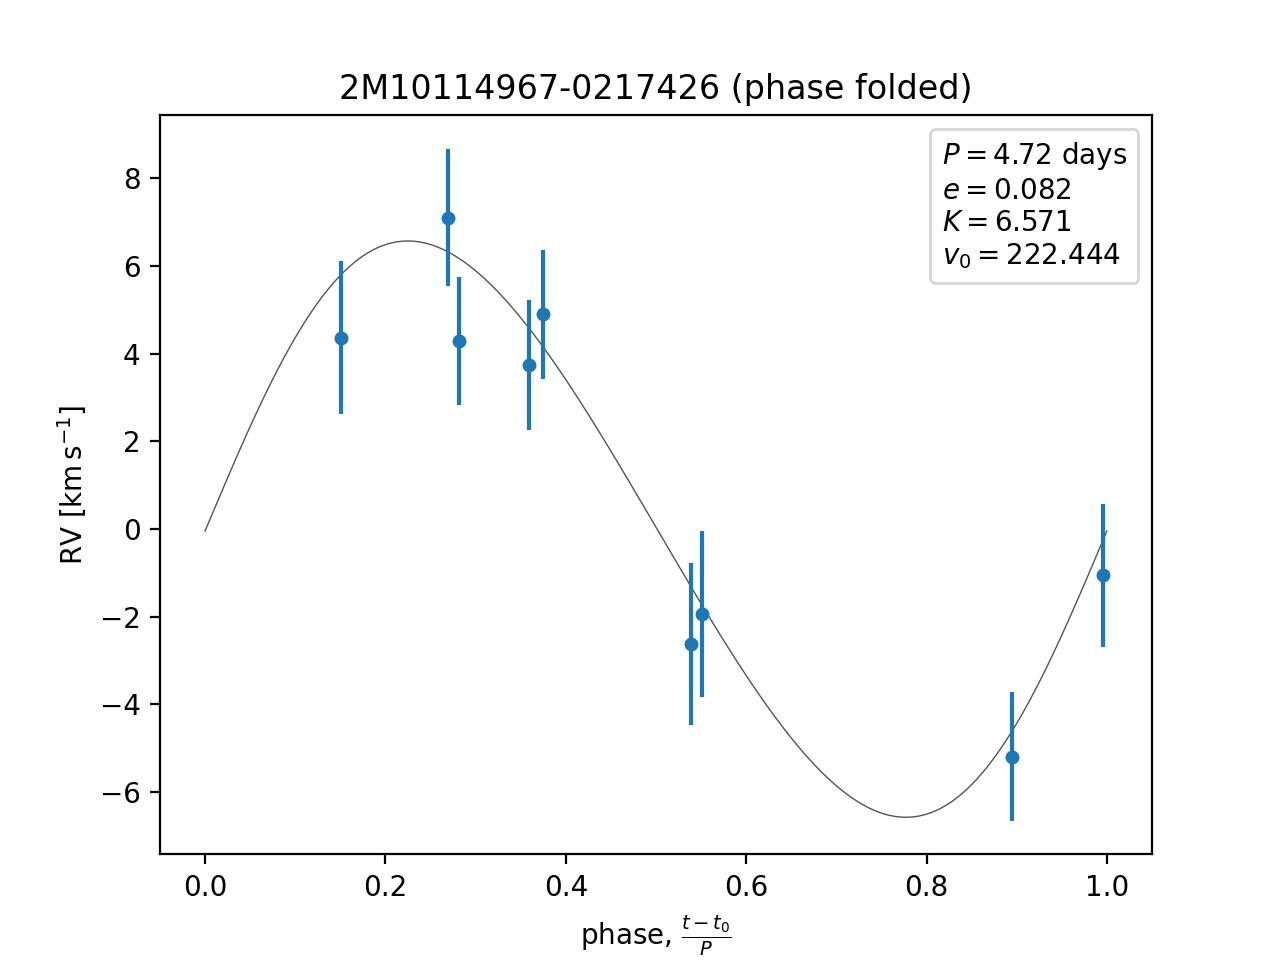 2M10114967-0217426 (phase folded)
P = 4.72 days
e = 0.082
K = 6.571
v₀ = 222.444
8
6
4
2
0
−2
−4
−6
RV [km s⁻¹]
0.0 0.2 0.4 0.6 0.8 1.0
phase, (t − t₀)/P